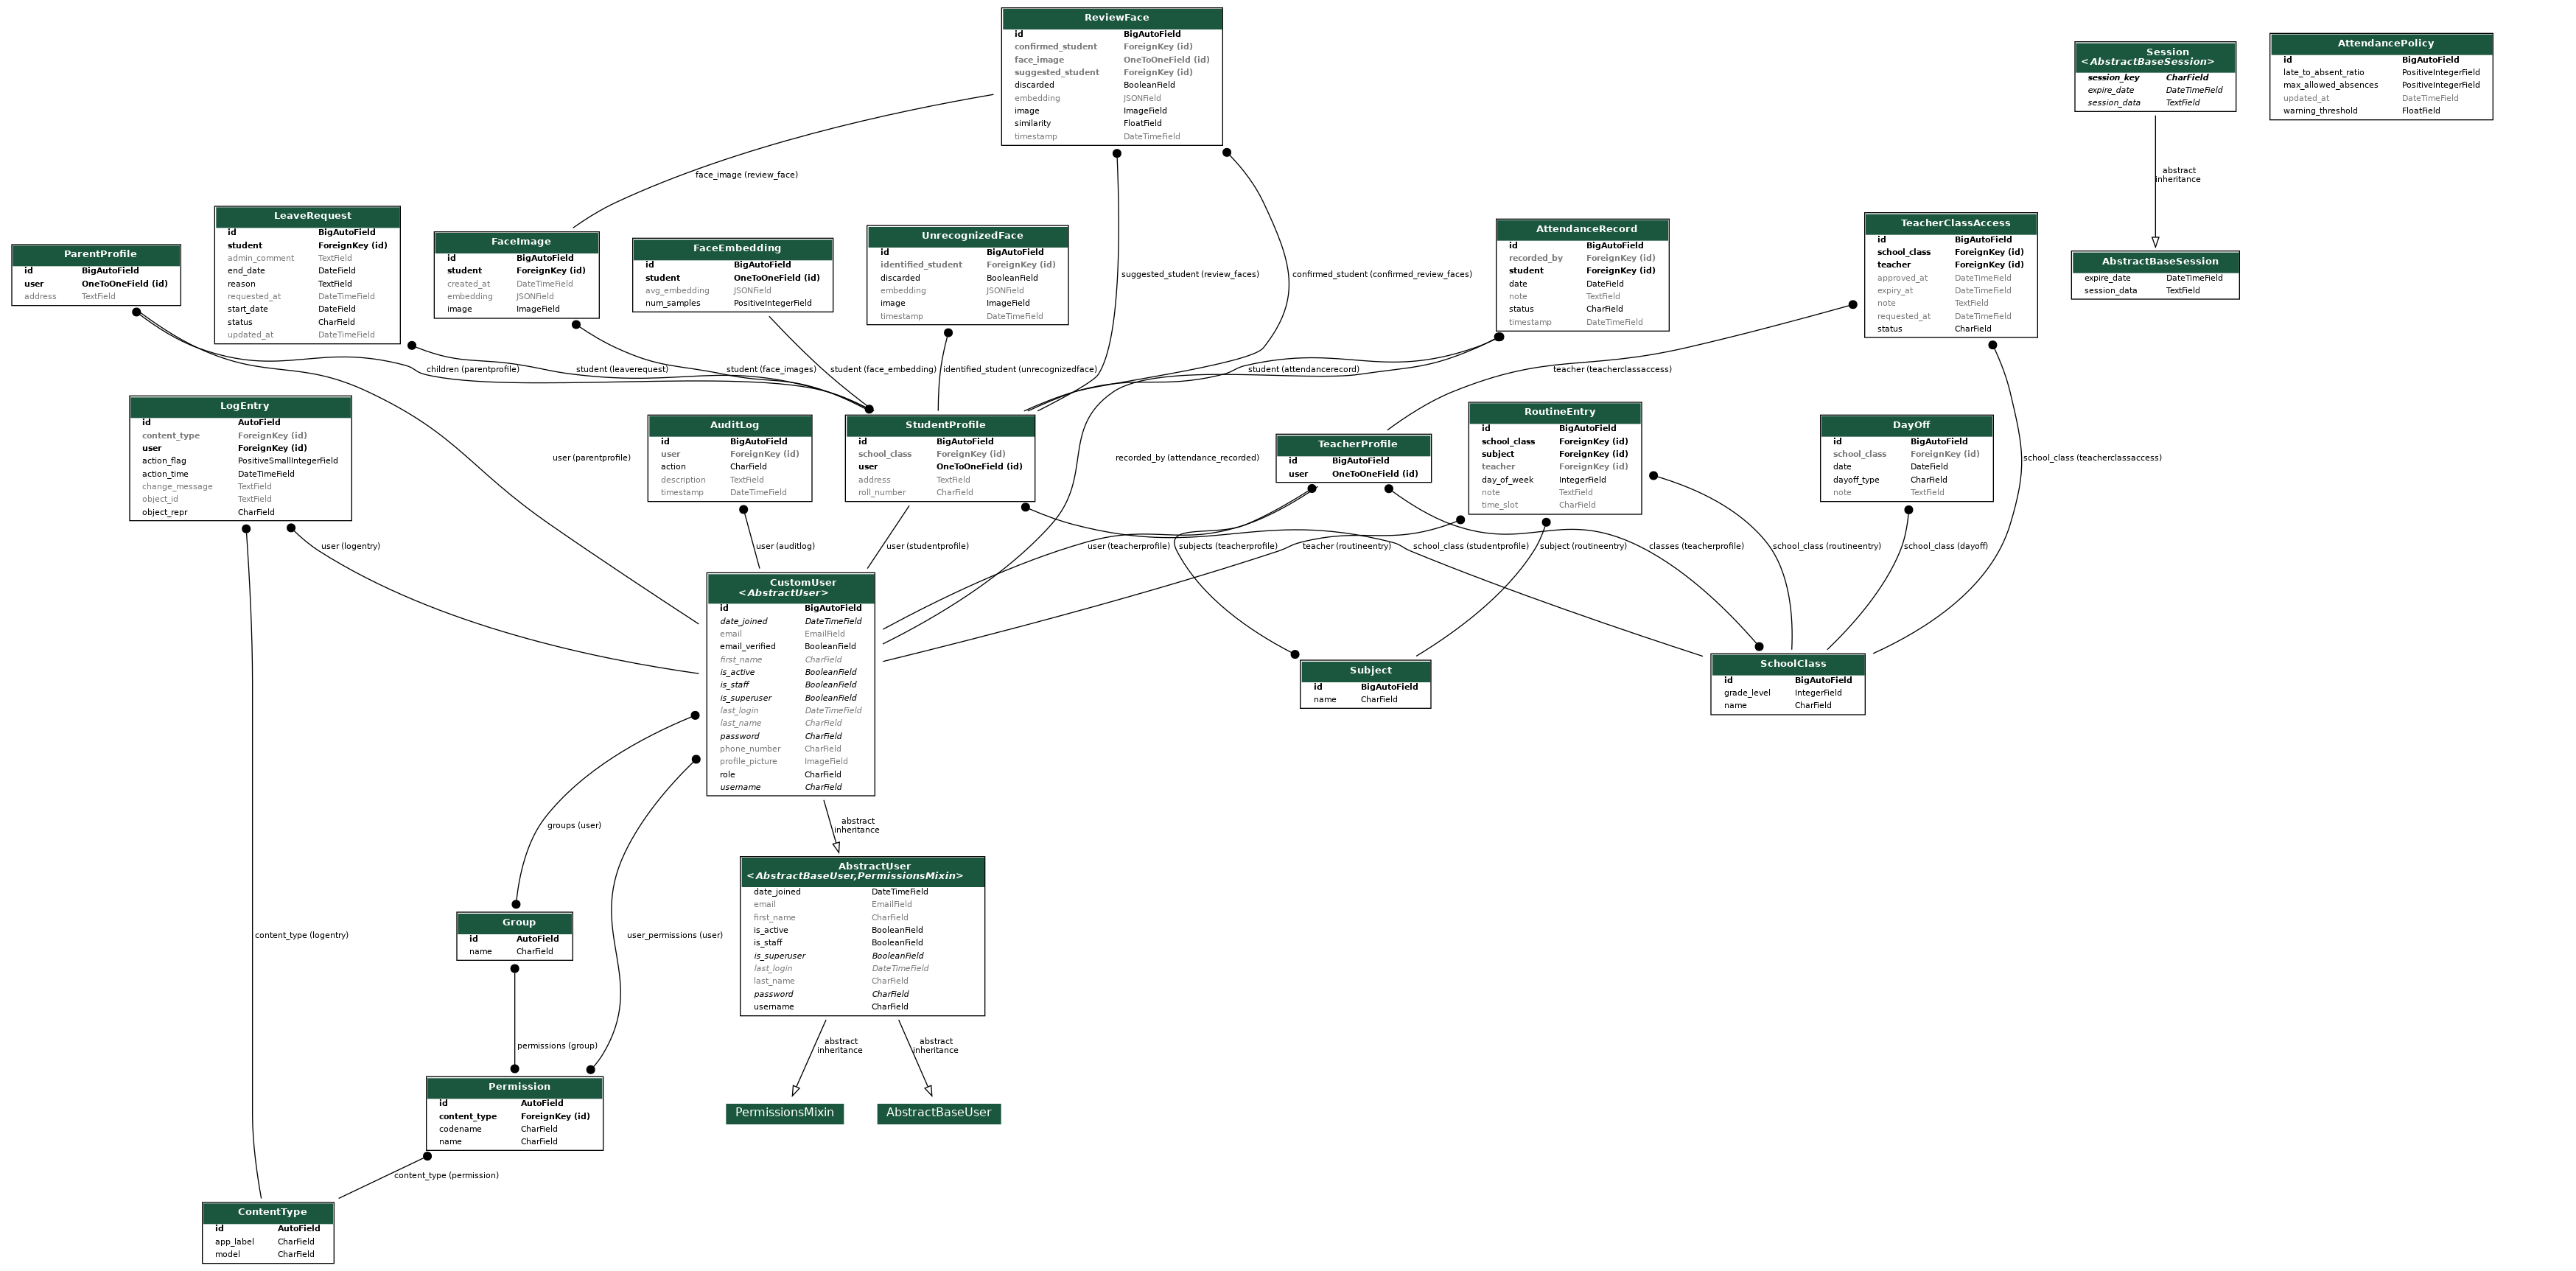 ReviewFace
id BigAutoField
confirmed_student ForeignKey (id)
face_image OneToOneField (id)
suggested_student ForeignKey (id)
discarded BooleanField
embedding JSONField
image ImageField
similarity FloatField
timestamp DateTimeField
Session
<AbstractBaseSession>
session_key CharField
expire_date DateTimeField
session_data TextField
AttendancePolicy
id BigAutoField
late_to_absent_ratio PositiveIntegerField
max_allowed_absences PositiveIntegerField
updated_at DateTimeField
warning_threshold FloatField
face_image (review_face)
abstract
inheritance
ParentProfile
id BigAutoField
user OneToOneField (id)
address TextField
LeaveRequest
id BigAutoField
student ForeignKey (id)
admin_comment TextField
end_date DateField
reason TextField
requested_at DateTimeField
start_date DateField
status CharField
updated_at DateTimeField
FaceImage
id BigAutoField
student ForeignKey (id)
created_at DateTimeField
embedding JSONField
image ImageField
FaceEmbedding
id BigAutoField
student OneToOneField (id)
avg_embedding JSONField
num_samples PositiveIntegerField
UnrecognizedFace
id BigAutoField
identified_student ForeignKey (id)
discarded BooleanField
embedding JSONField
image ImageField
timestamp DateTimeField
suggested_student (review_faces)
confirmed_student (confirmed_review_faces)
AttendanceRecord
id BigAutoField
recorded_by ForeignKey (id)
student ForeignKey (id)
date DateField
note TextField
status CharField
timestamp DateTimeField
TeacherClassAccess
id BigAutoField
school_class ForeignKey (id)
teacher ForeignKey (id)
approved_at DateTimeField
expiry_at DateTimeField
note TextField
requested_at DateTimeField
status CharField
AbstractBaseSession
expire_date DateTimeField
session_data TextField
children (parentprofile)
student (leaverequest)
student (face_images)
student (face_embedding)
identified_student (unrecognizedface)
student (attendancerecord)
teacher (teacherclassaccess)
LogEntry
id AutoField
content_type ForeignKey (id)
user ForeignKey (id)
action_flag PositiveSmallIntegerField
action_time DateTimeField
change_message TextField
object_id TextField
object_repr CharField
user (parentprofile)
AuditLog
id BigAutoField
user ForeignKey (id)
action CharField
description TextField
timestamp DateTimeField
StudentProfile
id BigAutoField
school_class ForeignKey (id)
user OneToOneField (id)
address TextField
roll_number CharField
recorded_by (attendance_recorded)
TeacherProfile
id BigAutoField
user OneToOneField (id)
RoutineEntry
id BigAutoField
school_class ForeignKey (id)
subject ForeignKey (id)
teacher ForeignKey (id)
day_of_week IntegerField
note TextField
time_slot CharField
DayOff
id BigAutoField
school_class ForeignKey (id)
date DateField
dayoff_type CharField
note TextField
school_class (teacherclassaccess)
user (logentry)
user (auditlog)
user (studentprofile)
user (teacherprofile)
subjects (teacherprofile)
teacher (routineentry)
school_class (studentprofile)
subject (routineentry)
classes (teacherprofile)
school_class (routineentry)
school_class (dayoff)
CustomUser
<AbstractUser>
id BigAutoField
date_joined DateTimeField
email EmailField
email_verified BooleanField
first_name CharField
is_active BooleanField
is_staff BooleanField
is_superuser BooleanField
last_login DateTimeField
last_name CharField
password CharField
phone_number CharField
profile_picture ImageField
role CharField
username CharField
Subject
id BigAutoField
name CharField
SchoolClass
id BigAutoField
grade_level IntegerField
name CharField
groups (user)
abstract
inheritance
AbstractUser
<AbstractBaseUser,PermissionsMixin>
date_joined DateTimeField
email EmailField
first_name CharField
is_active BooleanField
is_staff BooleanField
is_superuser BooleanField
last_login DateTimeField
last_name CharField
password CharField
username CharField
Group
id AutoField
name CharField
content_type (logentry)
user_permissions (user)
permissions (group)
abstract
inheritance
abstract
inheritance
Permission
id AutoField
content_type ForeignKey (id)
codename CharField
name CharField
PermissionsMixin
AbstractBaseUser
content_type (permission)
ContentType
id AutoField
app_label CharField
model CharField